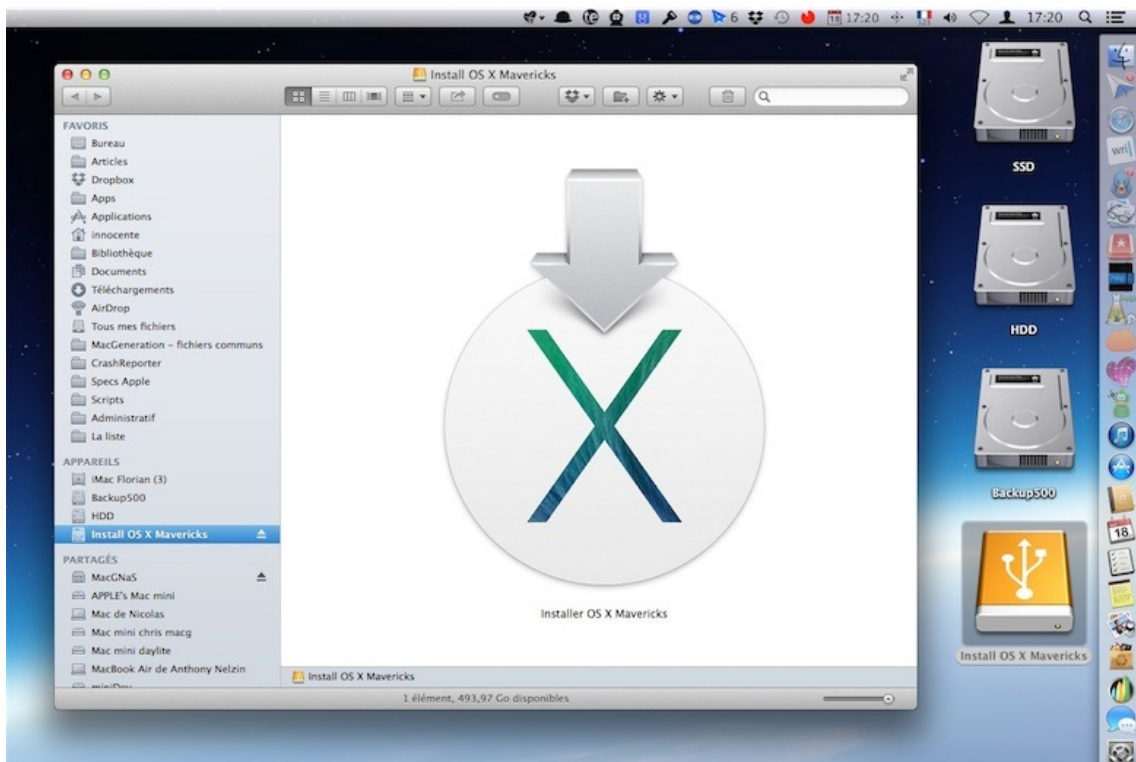 6
18
17:20
17:20
Install OS X Mavericks
FAVORIS
Bureau
Articles
Dropbox
Apps
Applications
innocente
Bibliothèque
Documents
Téléchargements
AirDrop
Tous mes fichiers
MacGeneration - fichiers communs
CrashReporter
Specs Apple
Scripts
Administratif
La liste
APPAREILS
iMac Florian (3)
Backup500
HDD
Install OS X Mavericks
PARTAGÉS
MacGNaS
APPLE's Mac mini
Mac de Nicolas
Mac mini chris macg
Mac mini daylite
MacBook Air de Anthony Nelzin
Installer OS X Mavericks
Install OS X Mavericks
1 élément, 493,97 Go disponibles
SSD
HDD
Backup500
Install OS X Mavericks
wri
18